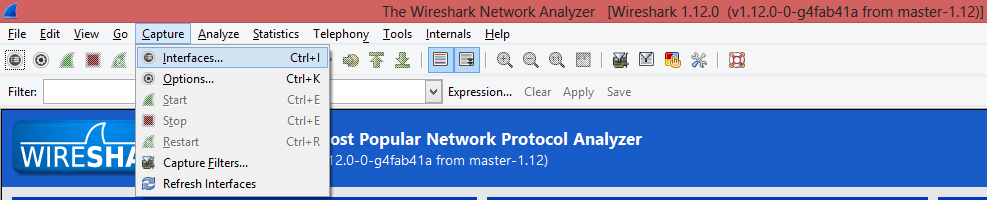 The Wireshark Network Analyzer [Wireshark 1.12.0 (v1.12.0-0-g4fab41a from master-1.12)]
File Edit View Go Capture Analyze Statistics Telephony Tools Internals Help
Interfaces... Ctrl+I
Options... Ctrl+K
Start Ctrl+E
Stop Ctrl+E
Restart Ctrl+R
Capture Filters...
Refresh Interfaces
Filter: Expression... Clear Apply Save
WIRESHA
ost Popular Network Protocol Analyzer
.12.0-0-g4fab41a from master-1.12)